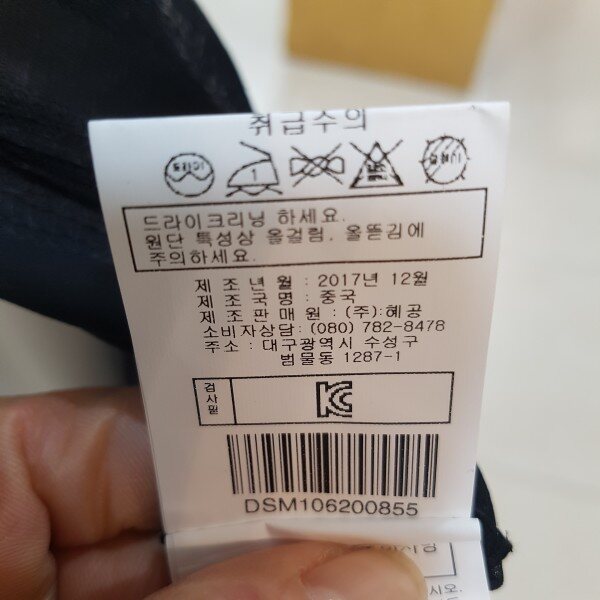 취급수의
1
드라이크리닝 하세요.
원단 특성상 올걸림, 올뜯김에
주의하세요.
제 조 년 월 : 2017년 12월
제 조 국 명 : 중국
제 조 판 매 원 : (주):혜공
소비자상담: (080) 782-8478
주소 : 대구광역시 수성구
범물동 1287-1
검사필
KC
DSM106200855